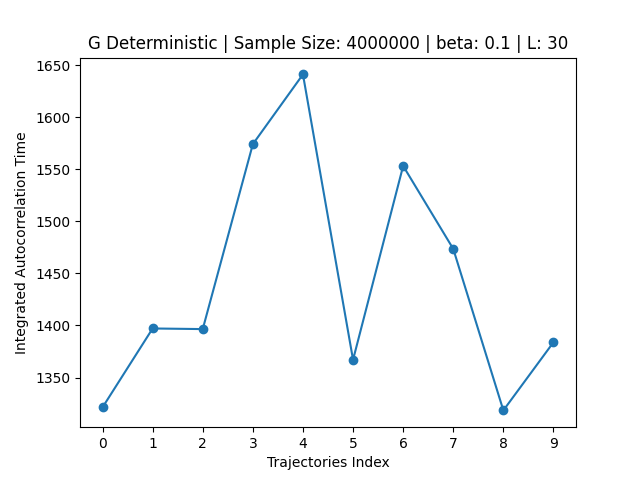 G Deterministic | Sample Size: 4000000 | beta: 0.1 | L: 30
Integrated Autocorrelation Time
1650
1600
1550
1500
1450
1400
1350
0 1 2 3 4 5 6 7 8 9
Trajectories Index